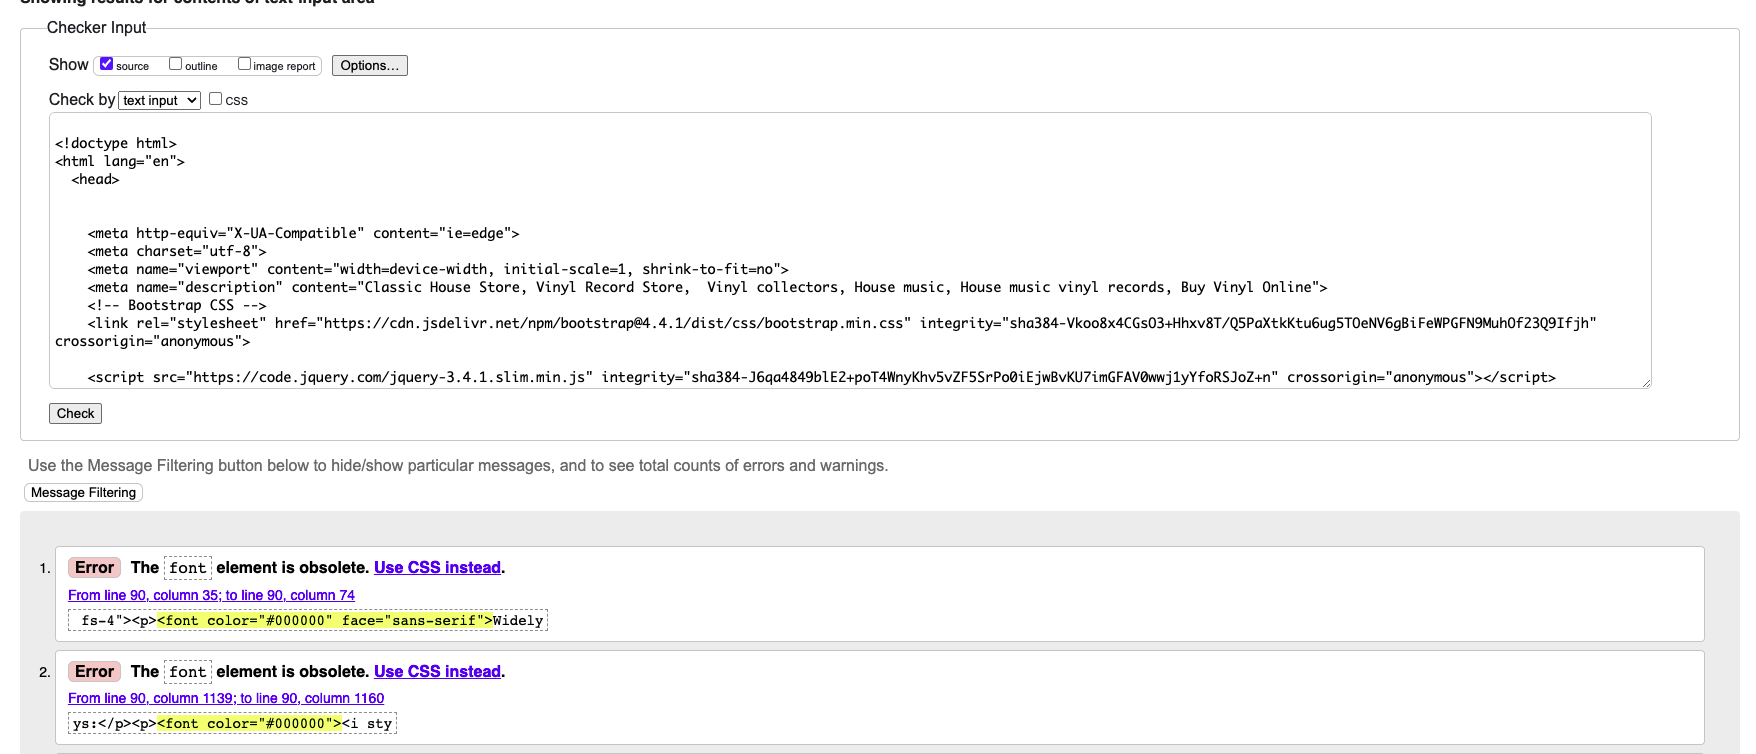 Showing results for contents of text-input area
Checker Input
Show source outline image report Options...
Check by text input CSS
<!doctype html>
<html lang="en">
<head>
<meta http-equiv="X-UA-Compatible" content="ie=edge">
<meta charset="utf-8">
<meta name="viewport" content="width=device-width, initial-scale=1, shrink-to-fit=no">
<meta name="description" content="Classic House Store, Vinyl Record Store,  Vinyl collectors, House music, House music vinyl records, Buy Vinyl Online">
<!-- Bootstrap CSS -->
<link rel="stylesheet" href="https://cdn.jsdelivr.net/npm/bootstrap@4.4.1/dist/css/bootstrap.min.css" integrity="sha384-Vkoo8x4CGsO3+Hhxv8T/Q5PaXtkKtu6ug5TOeNV6gBiFeWPGFN9MuhOf23Q9Ifjh"
crossorigin="anonymous">
<script src="https://code.jquery.com/jquery-3.4.1.slim.min.js" integrity="sha384-J6qa4849blE2+poT4WnyKhv5vZF5SrPo0iEjwBvKU7imGFAV0wwj1yYfoRSJoZ+n" crossorigin="anonymous"></script>
Check
Use the Message Filtering button below to hide/show particular messages, and to see total counts of errors and warnings.
Message Filtering
1. Error The font element is obsolete. Use CSS instead.
From line 90, column 35; to line 90, column 74
fs-4"><p><font color="#000000" face="sans-serif">Widely
2. Error The font element is obsolete. Use CSS instead.
From line 90, column 1139; to line 90, column 1160
ys:</p><p><font color="#000000"><i sty